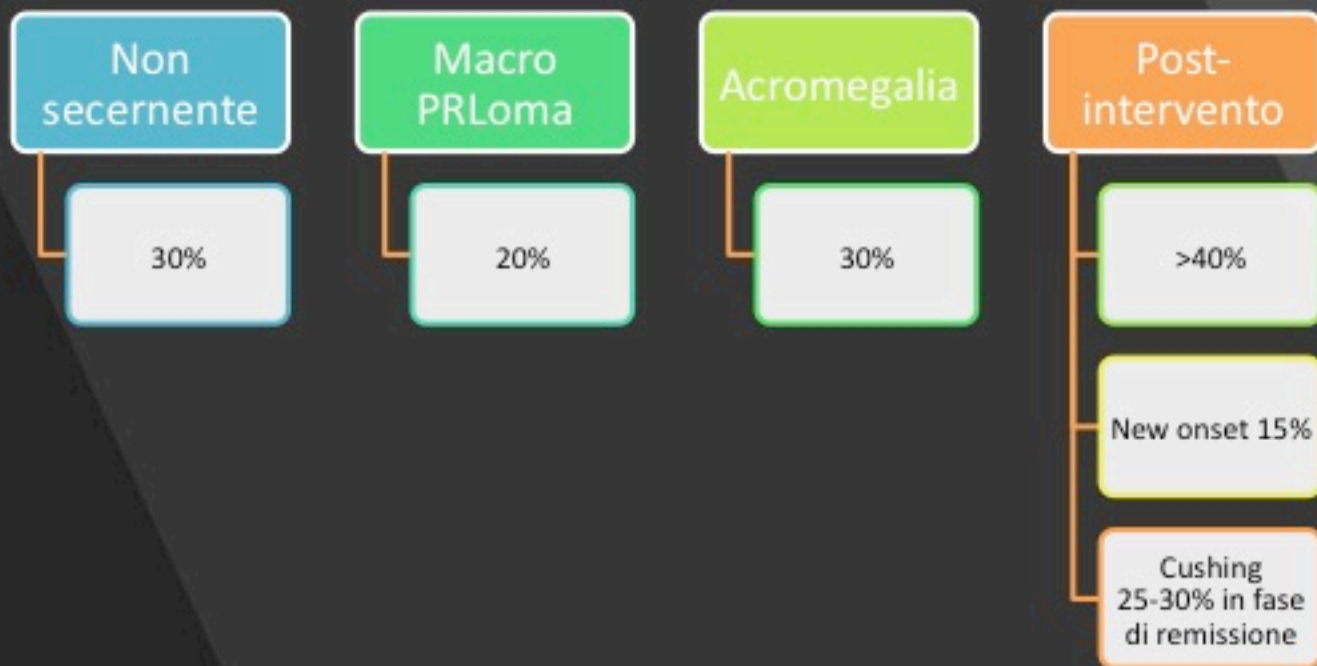 Non
secernente
30%
Macro
PRLoma
20%
Acromegalia
30%
Post-
intervento
>40%
New onset 15%
Cushing
25-30% in fase
di remissione